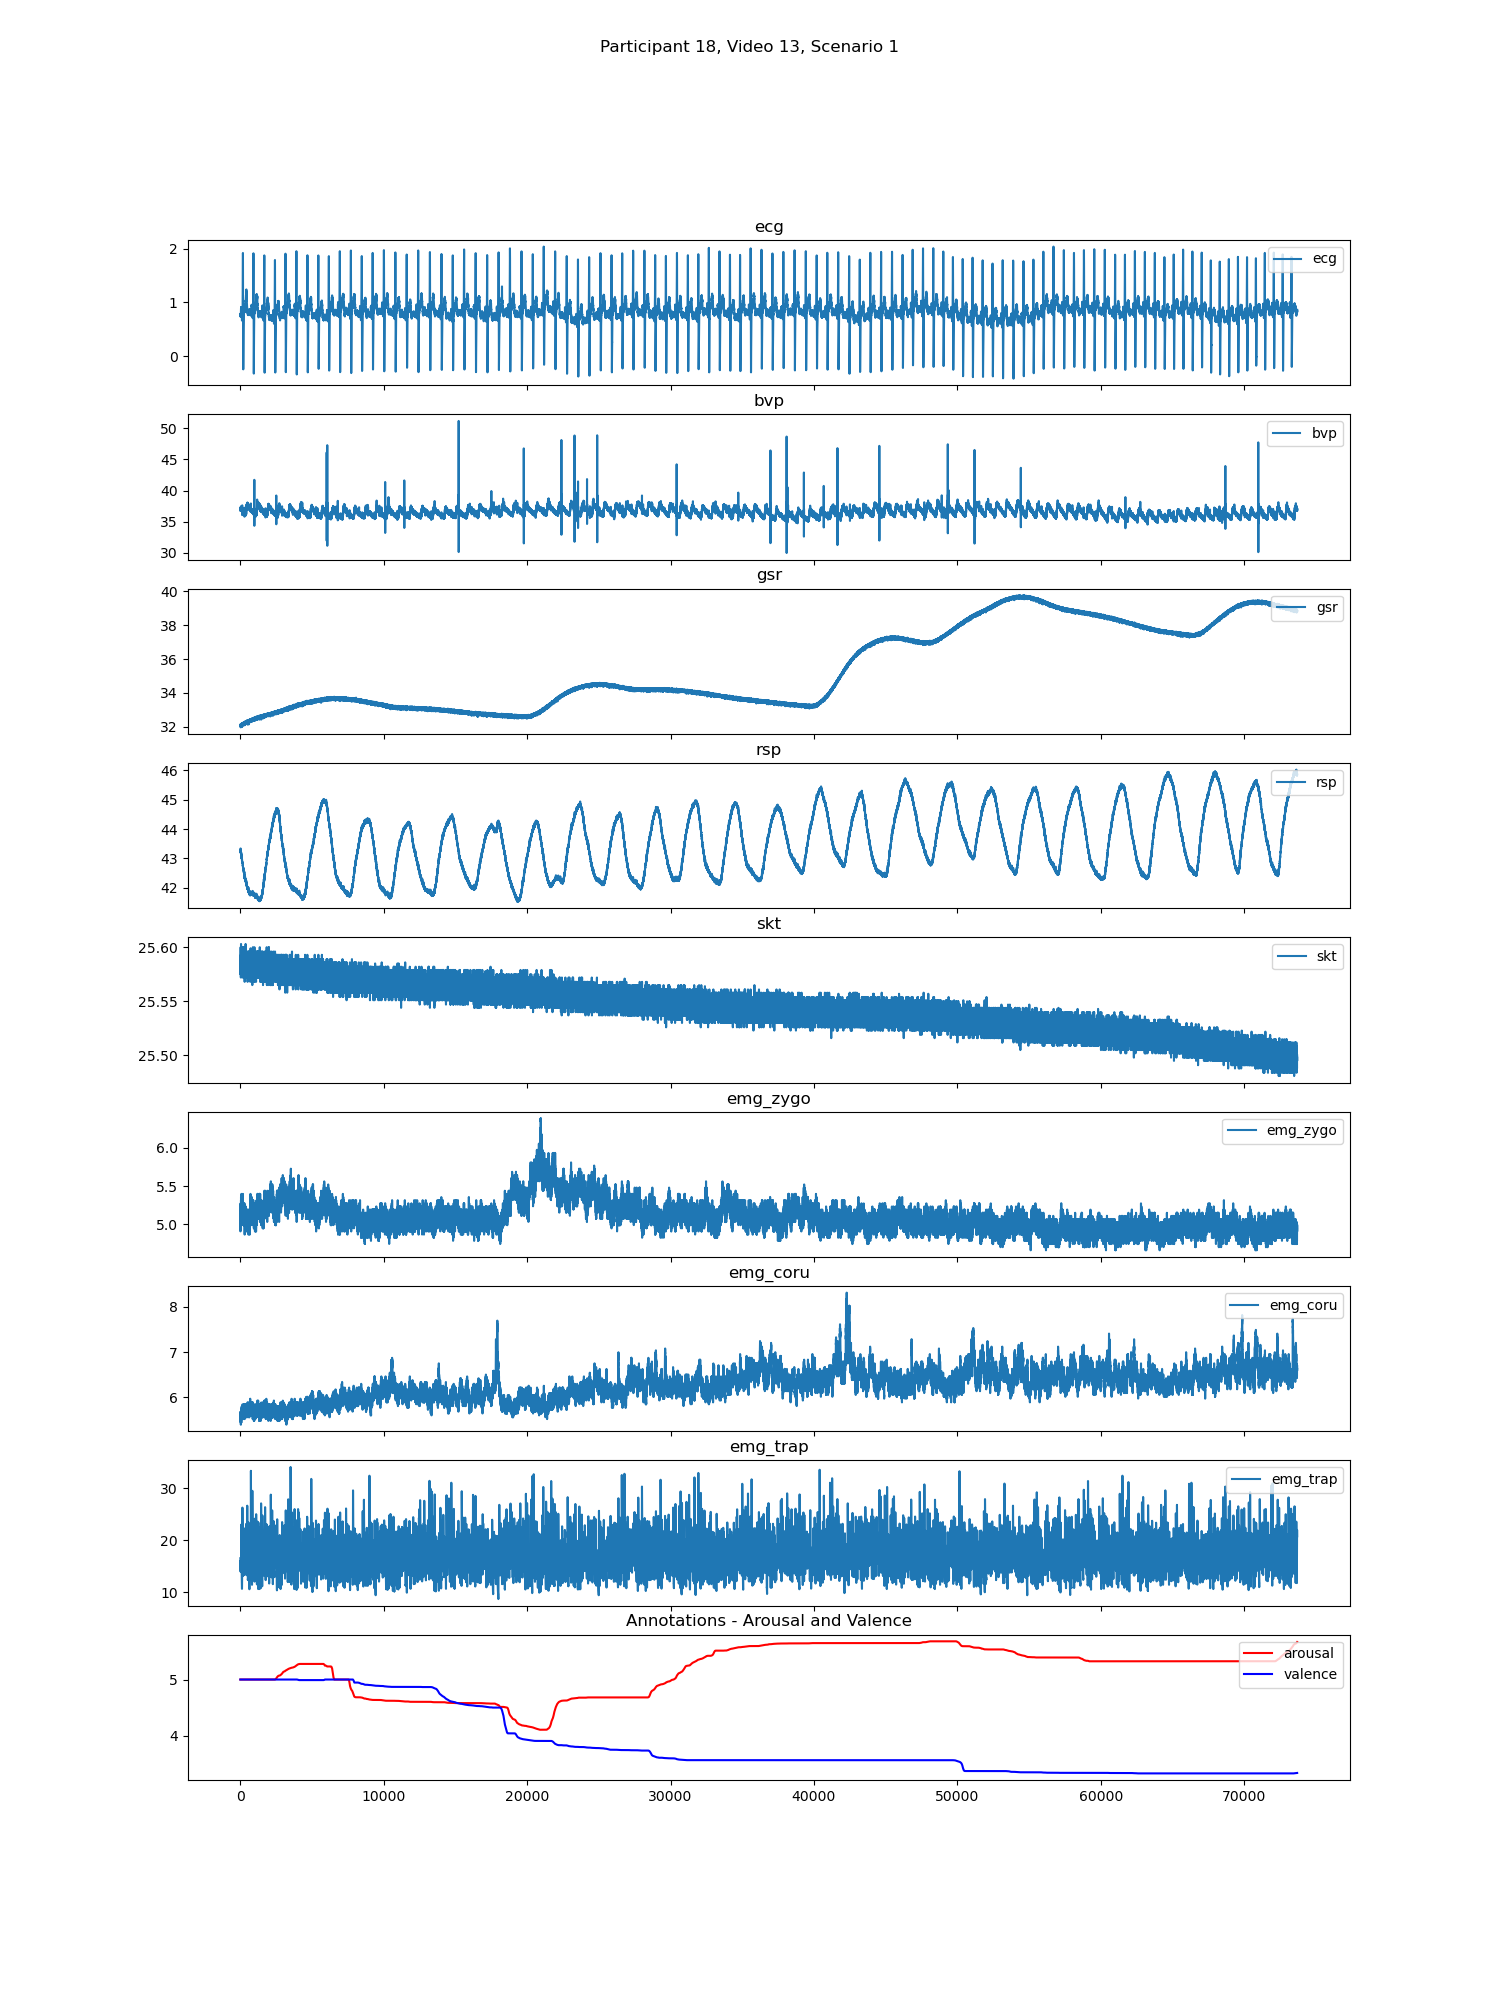 Participant 18, Video 13, Scenario 1
ecg
2
1
0
ecg
bvp
50
45
40
35
30
bvp
gsr
40
38
36
34
32
gsr
rsp
46
45
44
43
42
rsp
skt
25.60
25.55
25.50
skt
emg_zygo
6.0
5.5
5.0
emg_zygo
emg_coru
8
7
6
emg_coru
emg_trap
30
20
10
emg_trap
Annotations - Arousal and Valence
5
4
arousal
valence
0 10000 20000 30000 40000 50000 60000 70000